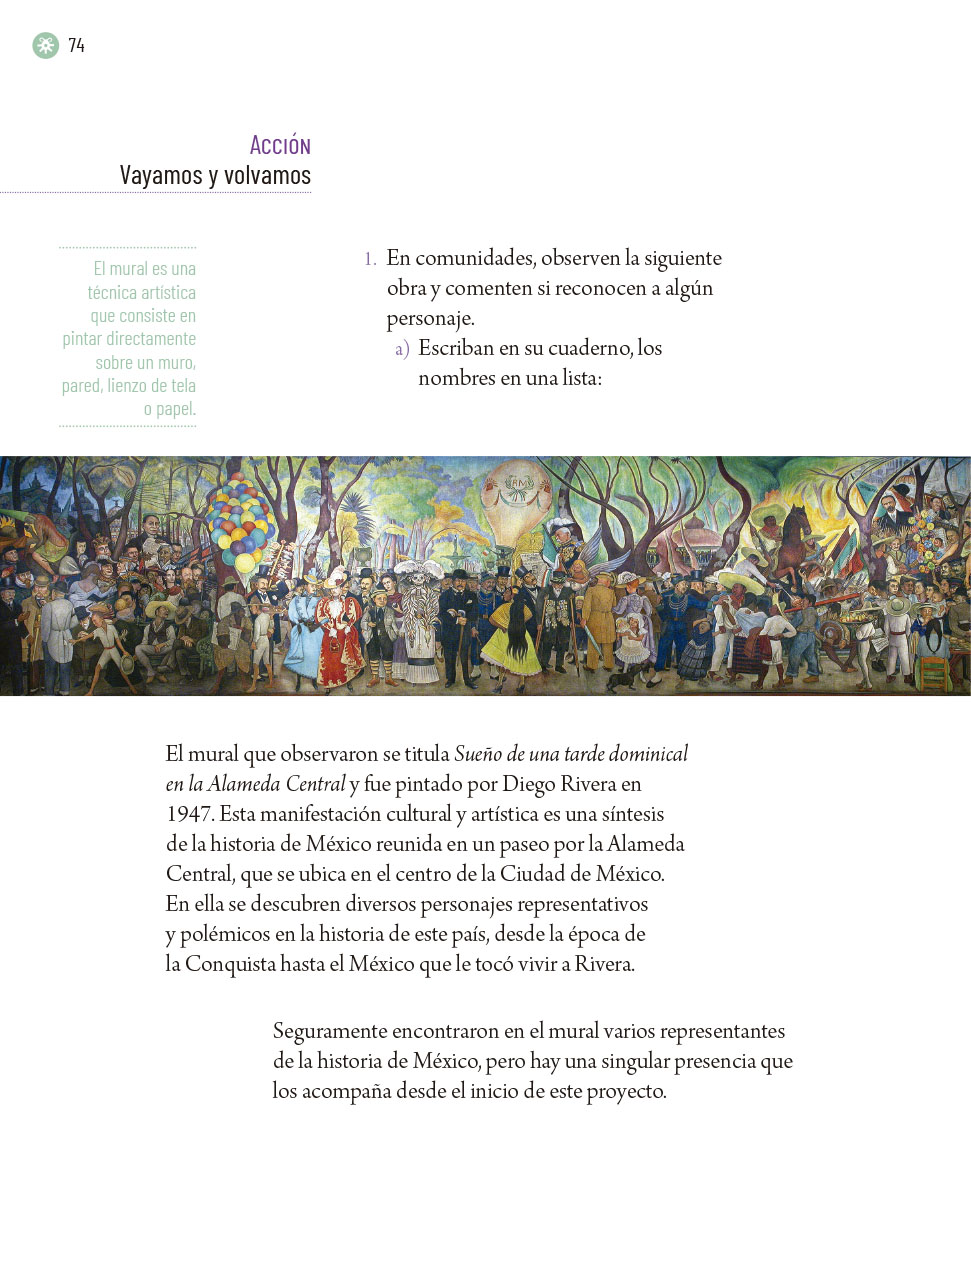 74
Acción
Vayamos y volvamos
El mural es una
técnica artística
que consiste en
pintar directamente
sobre un muro,
pared, lienzo de tela
o papel.
1. En comunidades, observen la siguiente
obra y comenten si reconocen a algún
personaje.
a) Escriban en su cuaderno, los
nombres en una lista:
El mural que observaron se titula Sueño de una tarde dominical
en la Alameda Central y fue pintado por Diego Rivera en
1947. Esta manifestación cultural y artística es una síntesis
de la historia de México reunida en un paseo por la Alameda
Central, que se ubica en el centro de la Ciudad de México.
En ella se descubren diversos personajes representativos
y polémicos en la historia de este país, desde la época de
la Conquista hasta el México que le tocó vivir a Rivera.
Seguramente encontraron en el mural varios representantes
de la historia de México, pero hay una singular presencia que
los acompaña desde el inicio de este proyecto.